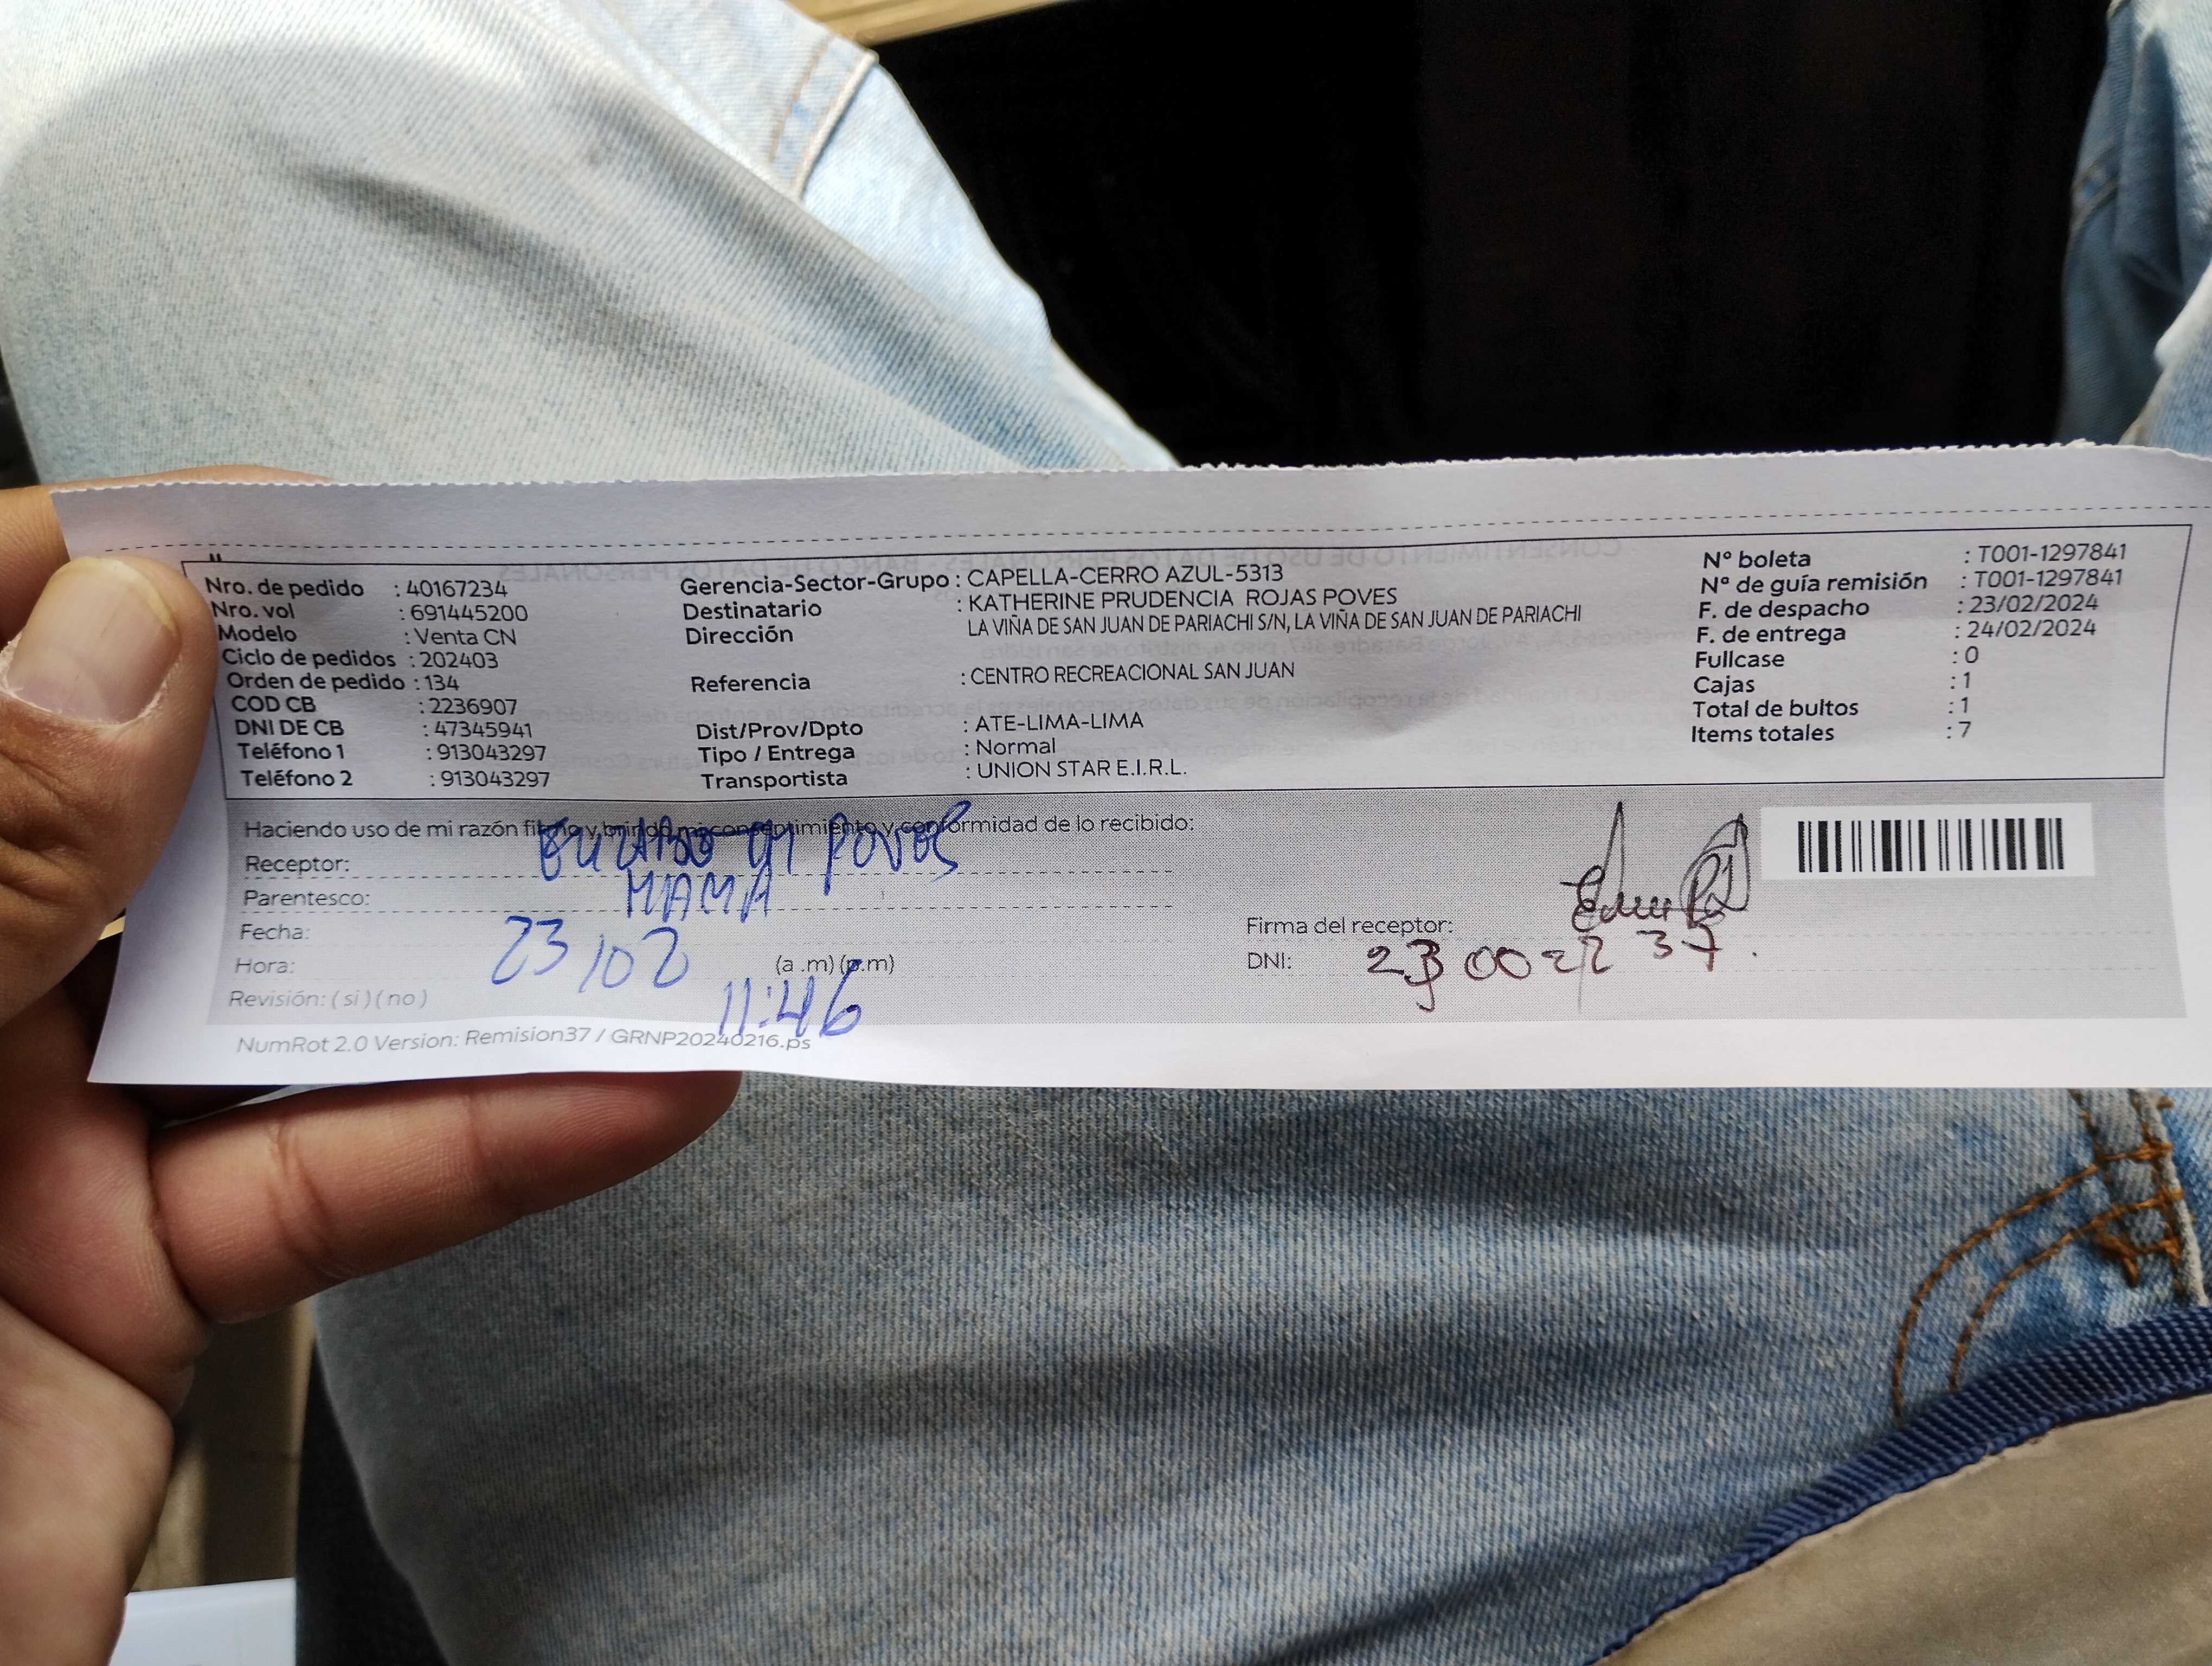 Nro. de pedido : 40167234
Nro. vol : 691445200
Modelo : Venta CN
Ciclo de pedidos : 202403
Orden de pedido : 134
COD CB : 2236907
DNI DE CB : 47345941
Teléfono 1 : 913043297
Teléfono 2 : 913043297
Gerencia-Sector-Grupo : CAPELLA-CERRO AZUL-5313
Destinatario : KATHERINE PRUDENCIA ROJAS POVES
Dirección LA VIÑA DE SAN JUAN DE PARIACHI S/N, LA VIÑA DE SAN JUAN DE PARIACHI
Referencia : CENTRO RECREACIONAL SAN JUAN
Dist/Prov/Dpto : ATE-LIMA-LIMA
Tipo / Entrega : Normal
Transportista : UNION STAR E.I.R.L.
N° boleta : T001-1297841
N° de guía remisión : T001-1297841
F. de despacho : 23/02/2024
F. de entrega : 24/02/2024
Fullcase : 0
Cajas : 1
Total de bultos : 1
Items totales : 7
Haciendo uso de mi razón firmo y brindo mi consentimiento y conformidad de lo recibido:
Receptor: POVES
Parentesco: MAMA
Fecha: 23/02
Hora: (a .m) (p.m) 11:46
Revisión: ( si ) ( no )
Firma del receptor:
DNI:
NumRot 2.0 Version: Remision37 / GRNP20240216.ps